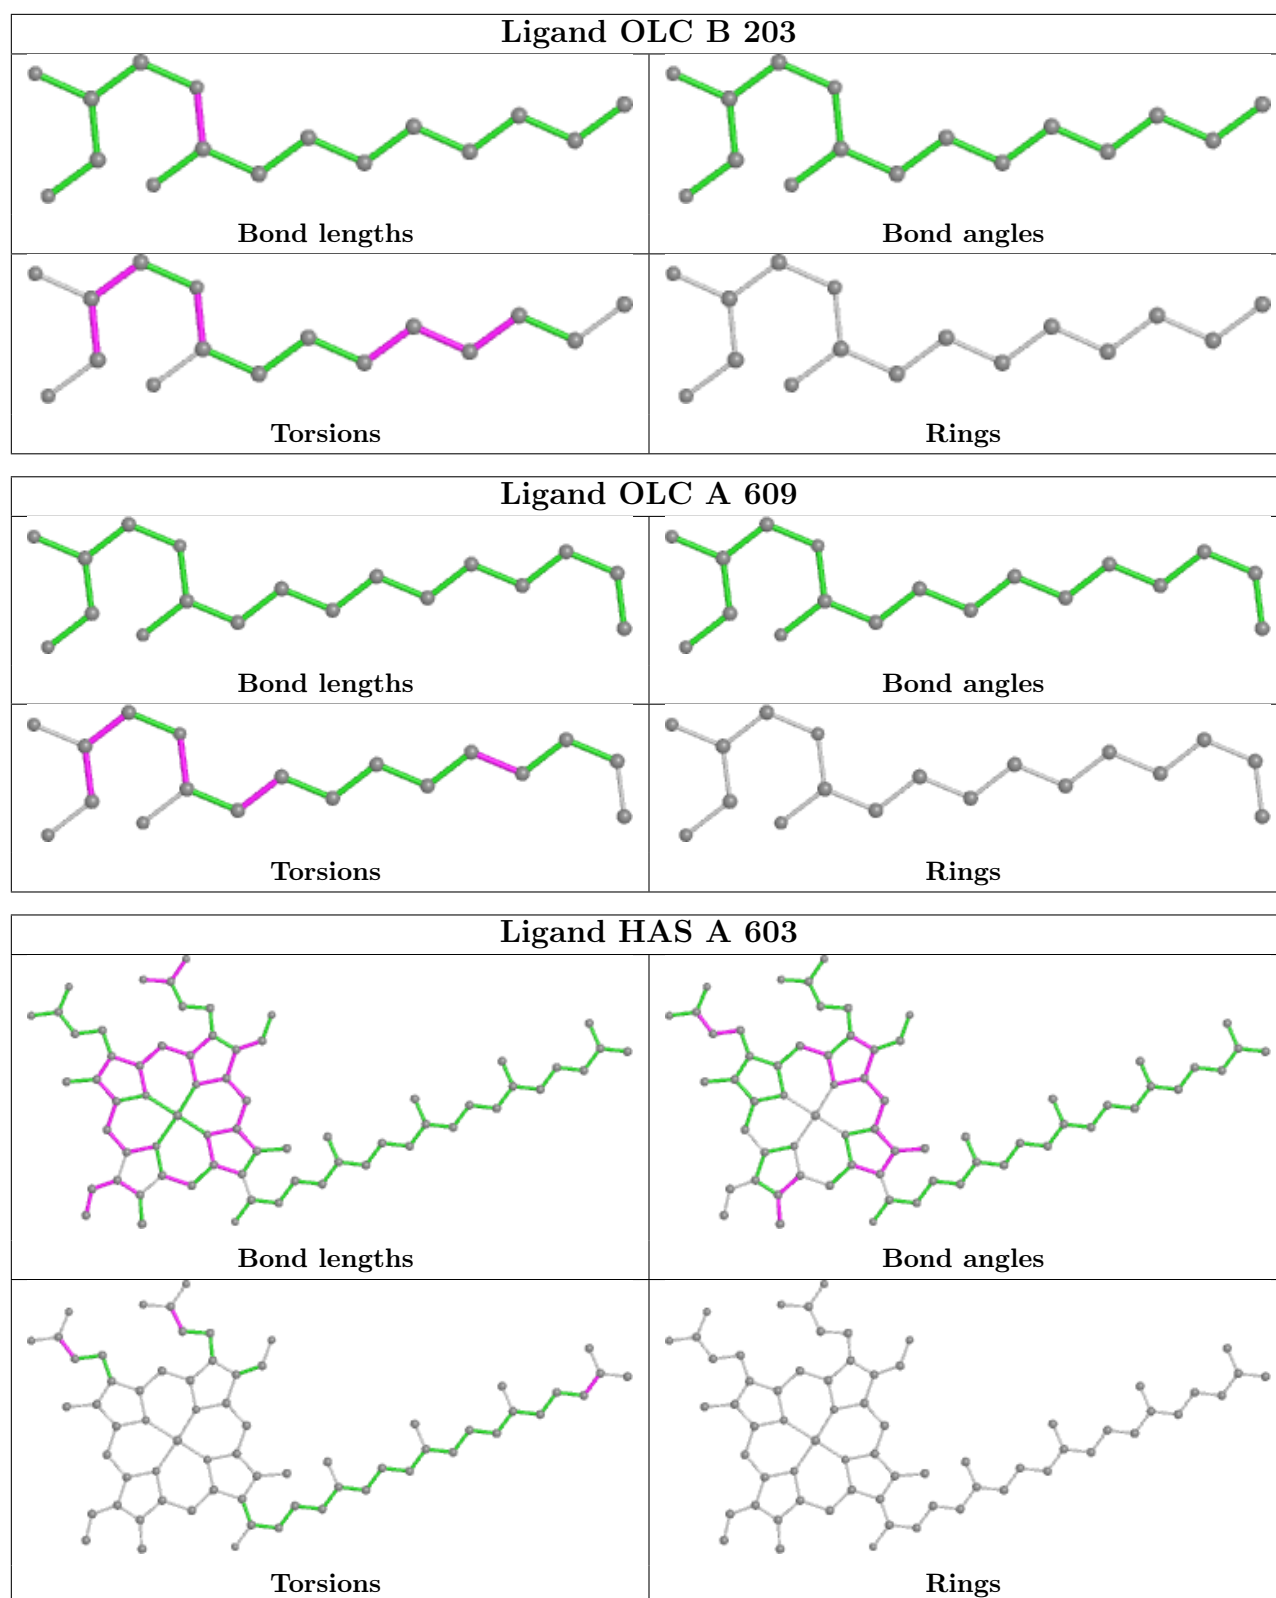 Ligand OLC B 203
Bond lengths
Bond angles
Torsions
Rings
Ligand OLC A 609
Bond lengths
Bond angles
Torsions
Rings
Ligand HAS A 603
Bond lengths
Bond angles
Torsions
Rings